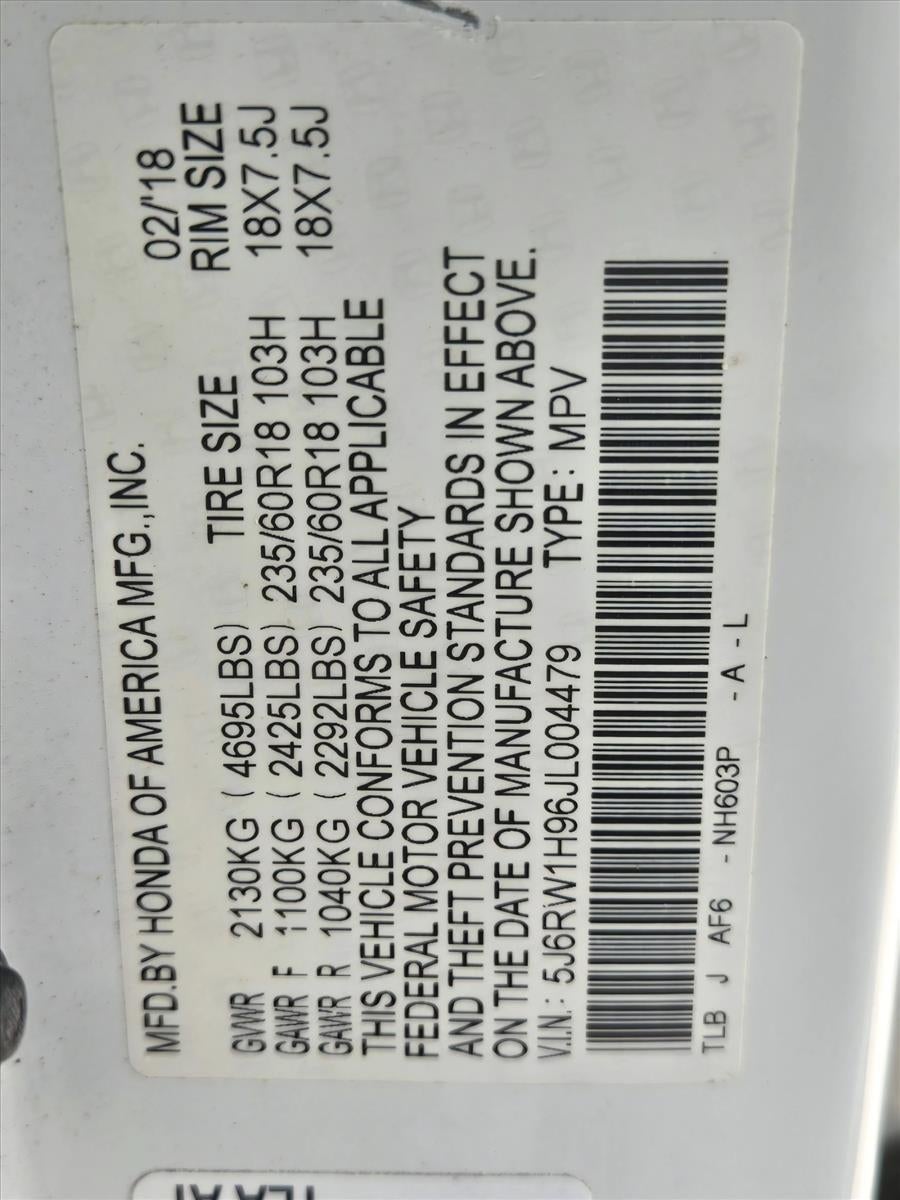 MFD.BY HONDA OF AMERICA MFG.,INC. 02/'18
TIRE SIZE RIM SIZE
GVWR 2130KG ( 4695LBS)
GAWR F 1100KG ( 2425LBS) 235/60R18 103H 18X7.5J
GAWR R 1040KG ( 2292LBS) 235/60R18 103H 18X7.5J
THIS VEHICLE CONFORMS TO ALL APPLICABLE
FEDERAL MOTOR VEHICLE SAFETY
AND THEFT PREVENTION STANDARDS IN EFFECT
ON THE DATE OF MANUFACTURE SHOWN ABOVE.
V.I.N.: 5J6RW1H96JL004479 TYPE : MPV
TLB J AF6 - NH603P - A - L